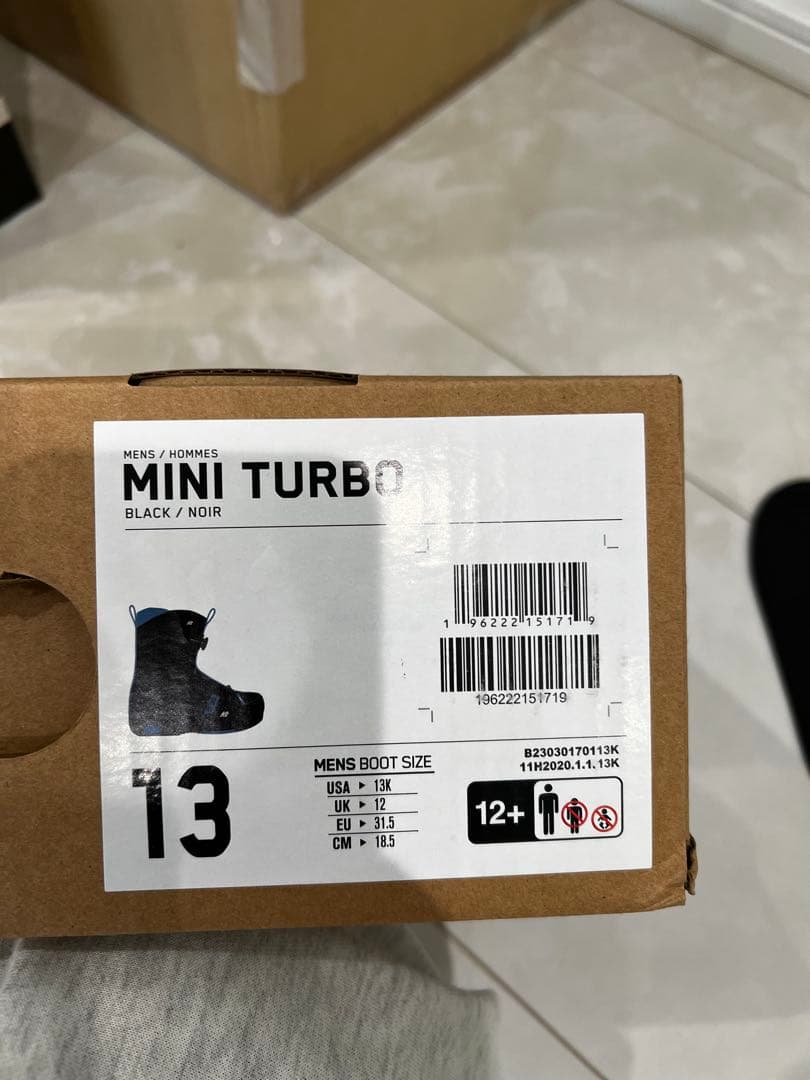 MENS / HOMMES
MINI TURBO
BLACK / NOIR
1 96222 15171 9
196222151719
B23030170113K
11H2020.1.1.13K
13
MENS BOOT SIZE
USA ▶ 13K
UK ▶ 12
EU ▶ 31.5
CM ▶ 18.5
12+